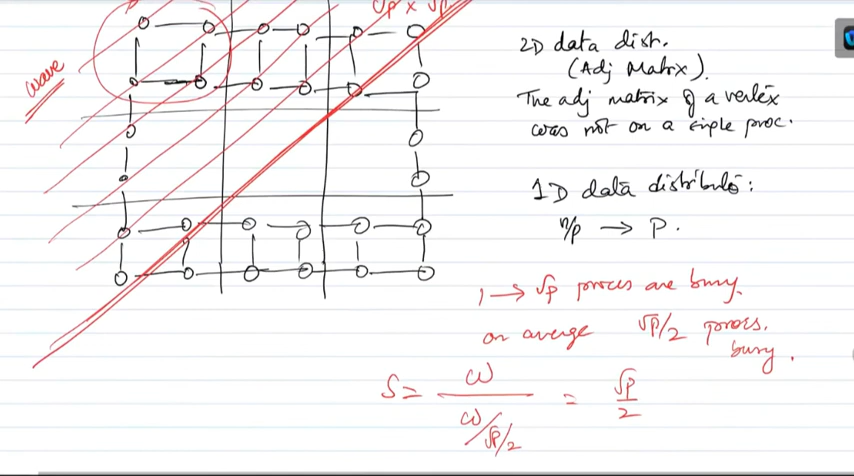 √p x √p
wave
2D data dist.
(Adj Matrix).
The adj matrix of a vertex
was not on a single proc.
1D data distributo:
n/p → P.
1 → √p proces are busy.
on average √p/2 procs.
busy.
S = ω / (ω/√p/2) = √p/2